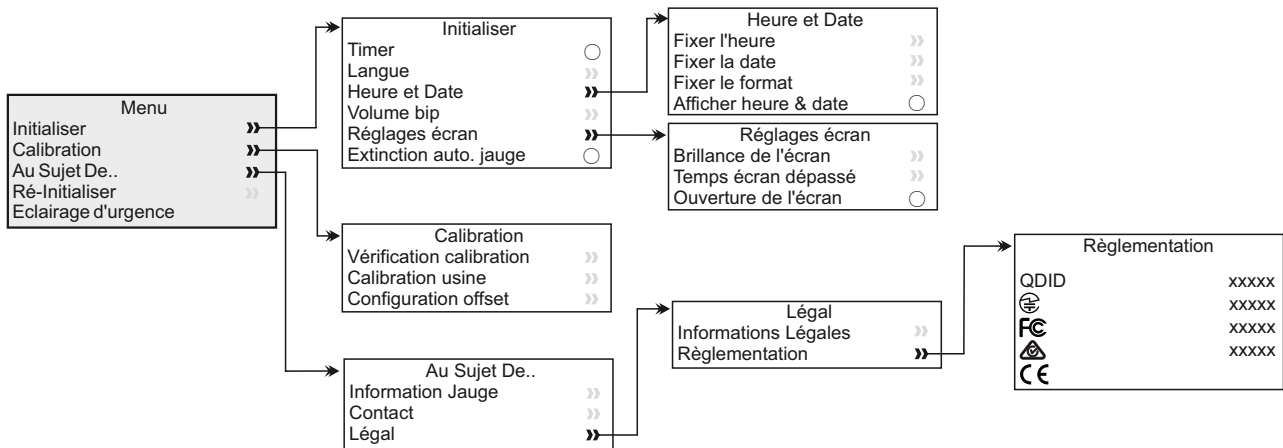 Menu
Initialiser
Calibration
Au Sujet De..
Ré-Initialiser
Eclairage d'urgence
Initialiser
Timer
Langue
Heure et Date
Volume bip
Réglages écran
Extinction auto. jauge
Heure et Date
Fixer l'heure
Fixer la date
Fixer le format
Afficher heure & date
Réglages écran
Brillance de l'écran
Temps écran dépassé
Ouverture de l'écran
Calibration
Vérification calibration
Calibration usine
Configuration offset
Au Sujet De..
Information Jauge
Contact
Légal
Légal
Informations Légales
Règlementation
Règlementation
QDID xxxxx
xxxxx
FC xxxxx
xxxxx
CE